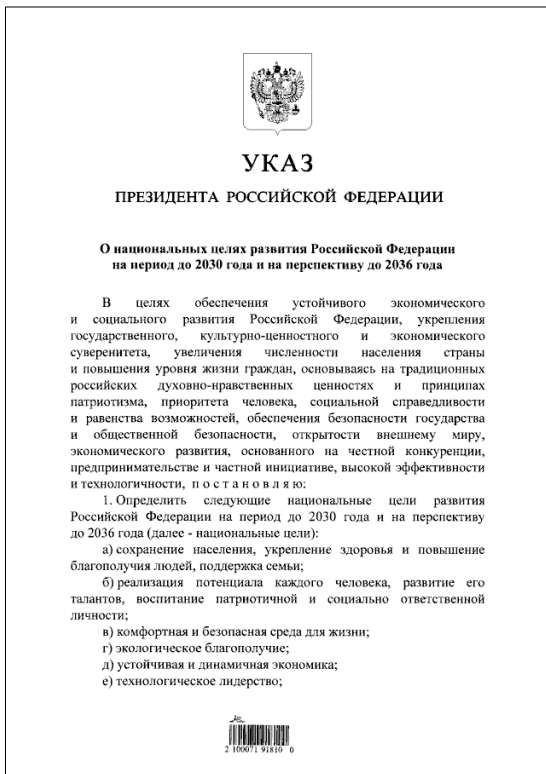 УКАЗ
ПРЕЗИДЕНТА РОССИЙСКОЙ ФЕДЕРАЦИИ
О национальных целях развития Российской Федерации
на период до 2030 года и на перспективу до 2036 года
В целях обеспечения устойчивого экономического
и социального развития Российской Федерации, укрепления
государственного, культурно-ценностного и экономического
суверенитета, увеличения численности населения страны
и повышения уровня жизни граждан, основываясь на традиционных
российских духовно-нравственных ценностях и принципах
патриотизма, приоритета человека, социальной справедливости
и равенства возможностей, обеспечения безопасности государства
и общественной безопасности, открытости внешнему миру,
экономического развития, основанного на честной конкуренции,
предпринимательстве и частной инициативе, высокой эффективности
и технологичности, п о с т а н о в л я ю:
1. Определить следующие национальные цели развития
Российской Федерации на период до 2030 года и на перспективу
до 2036 года (далее - национальные цели):
а) сохранение населения, укрепление здоровья и повышение
благополучия людей, поддержка семьи;
б) реализация потенциала каждого человека, развитие его
талантов, воспитание патриотичной и социально ответственной
личности;
в) комфортная и безопасная среда для жизни;
г) экологическое благополучие;
д) устойчивая и динамичная экономика;
е) технологическое лидерство;
2 100071 91810 0